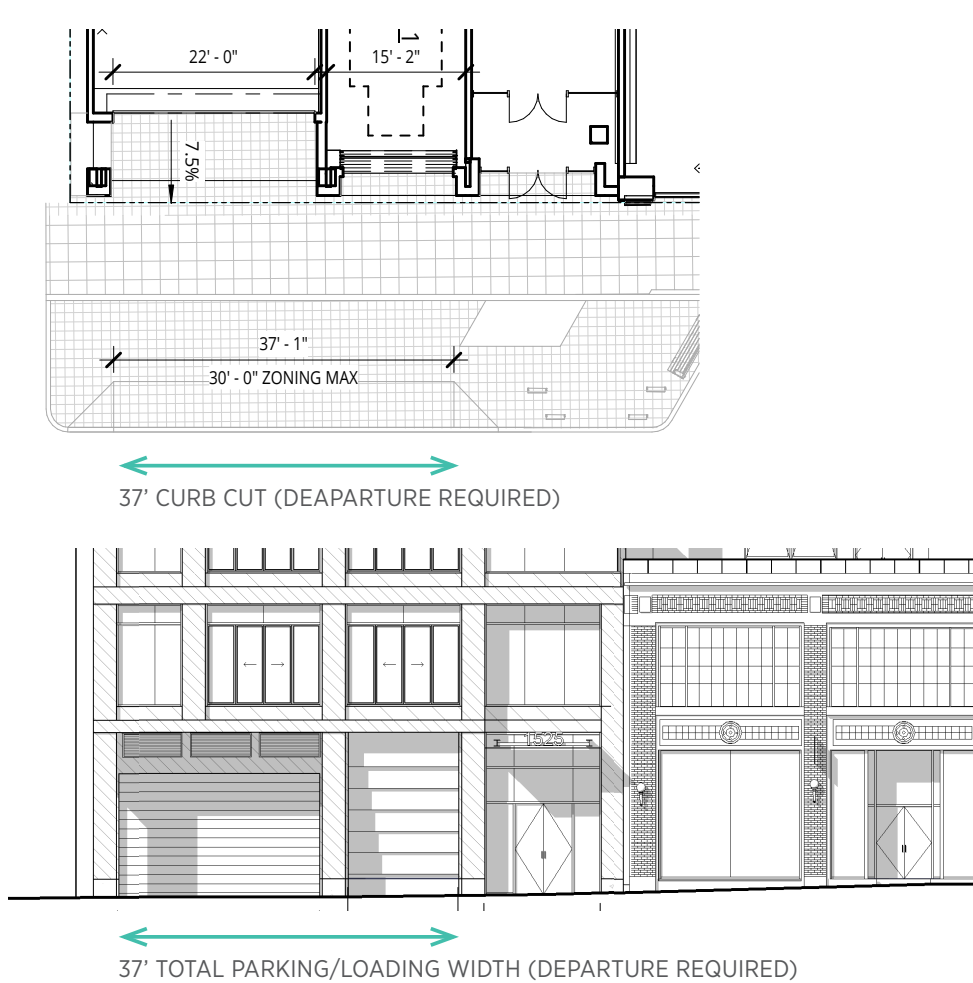 1
22' - 0"
15' - 2"
7.5%
37' - 1"
30' - 0" ZONING MAX
37’ CURB CUT (DEAPARTURE REQUIRED)
1525
37’ TOTAL PARKING/LOADING WIDTH (DEPARTURE REQUIRED)